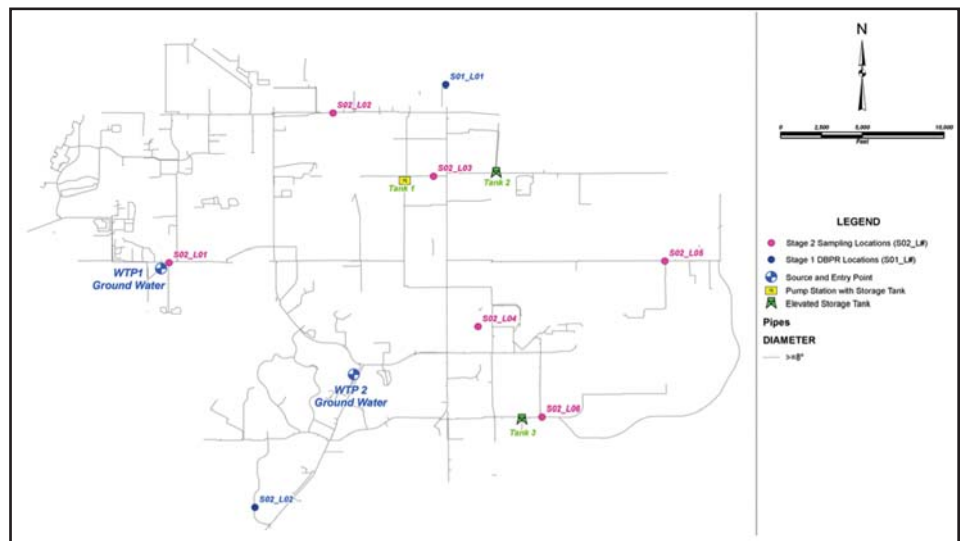 S01_L01
S02_L02
S02_L03
Tank 1
Tank 2
S02_L01
WTP1
Ground Water
S02_L05
S02_L04
WTP 2
Ground Water
S02_L06
Tank 3
S02_L02
N
0 2,500 5,000 10,000
Feet
LEGEND
Stage 2 Sampling Locations (S02_L#)
Stage 1 DBPR Locations (S01_L#)
Source and Entry Point
Pump Station with Storage Tank
Elevated Storage Tank
Pipes
DIAMETER
>=8"